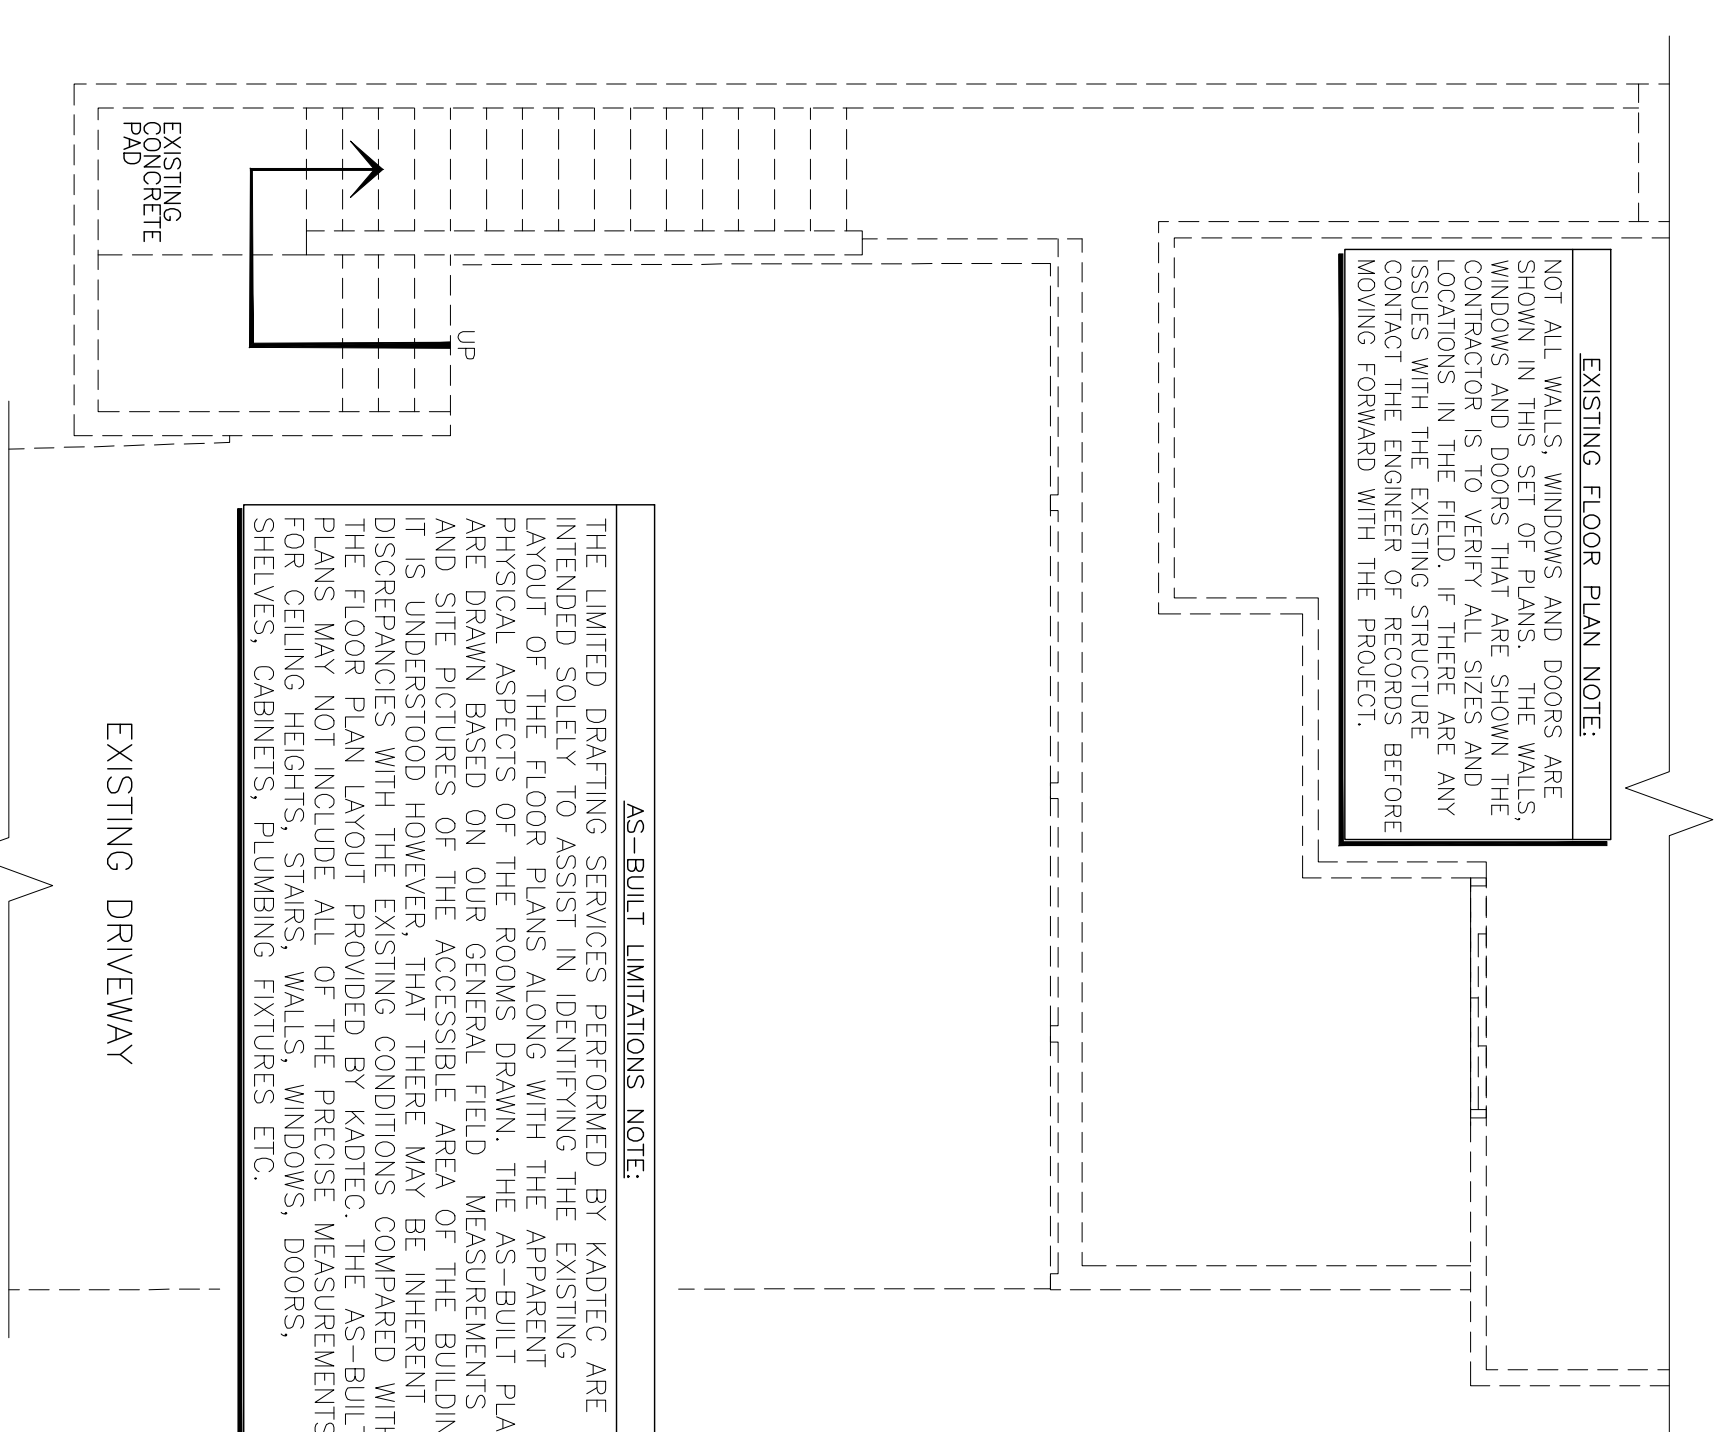 EXISTING FLOOR PLAN NOTE:
NOT ALL WALLS, WINDOWS AND DOORS ARE
SHOWN IN THIS SET OF PLANS. THE WALLS,
WINDOWS AND DOORS THAT ARE SHOWN THE
CONTRACTOR IS TO VERIFY ALL SIZES AND
LOCATIONS IN THE FIELD. IF THERE ARE ANY
ISSUES WITH THE EXISTING STRUCTURE
CONTACT THE ENGINEER OF RECORDS BEFORE
MOVING FORWARD WITH THE PROJECT.
AS-BUILT LIMITATIONS NOTE:
THE LIMITED DRAFTING SERVICES PERFORMED BY KADTEC ARE
INTENDED SOLELY TO ASSIST IN IDENTIFYING THE EXISTING
LAYOUT OF THE FLOOR PLANS ALONG WITH THE APPARENT
PHYSICAL ASPECTS OF THE ROOMS DRAWN. THE AS-BUILT PLA
ARE DRAWN BASED ON OUR GENERAL FIELD MEASUREMENTS
AND SITE PICTURES OF THE ACCESSIBLE AREA OF THE BUILDIN
IT IS UNDERSTOOD HOWEVER, THAT THERE MAY BE INHERENT
DISCREPANCIES WITH THE EXISTING CONDITIONS COMPARED WITH
THE FLOOR PLAN LAYOUT PROVIDED BY KADTEC. THE AS-BUILT
PLANS MAY NOT INCLUDE ALL OF THE PRECISE MEASUREMENTS
FOR CEILING HEIGHTS, STAIRS, WALLS, WINDOWS, DOORS,
SHELVES, CABINETS, PLUMBING FIXTURES ETC.
UP
EXISTING
CONCRETE
PAD
EXISTING DRIVEWAY